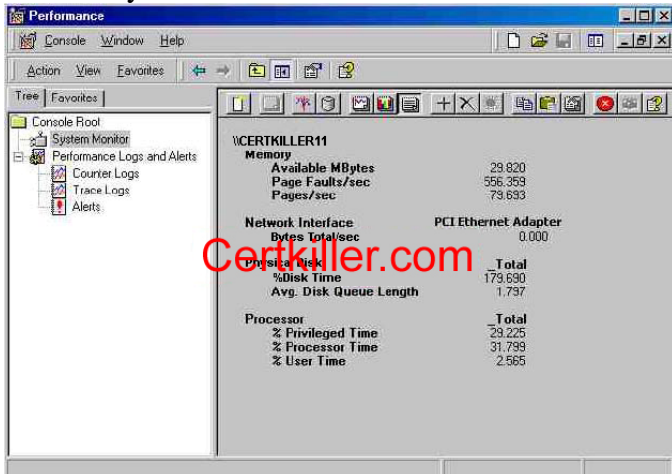 Performance
Console Window Help
Action View Favorites
Tree Favorites
Console Root
System Monitor
Performance Logs and Alerts
Counter Logs
Trace Logs
Alerts
\\CERTKILLER11
Memory
Available MBytes 29.820
Page Faults/sec 556.359
Pages/sec 79.693
Network Interface PCI Ethernet Adapter
Bytes Total/sec 0.000
Certkiller.com
Physical Disk _Total
%Disk Time 179.690
Avg. Disk Queue Length 1.797
Processor _Total
% Privileged Time 29.225
% Processor Time 31.799
% User Time 2.565